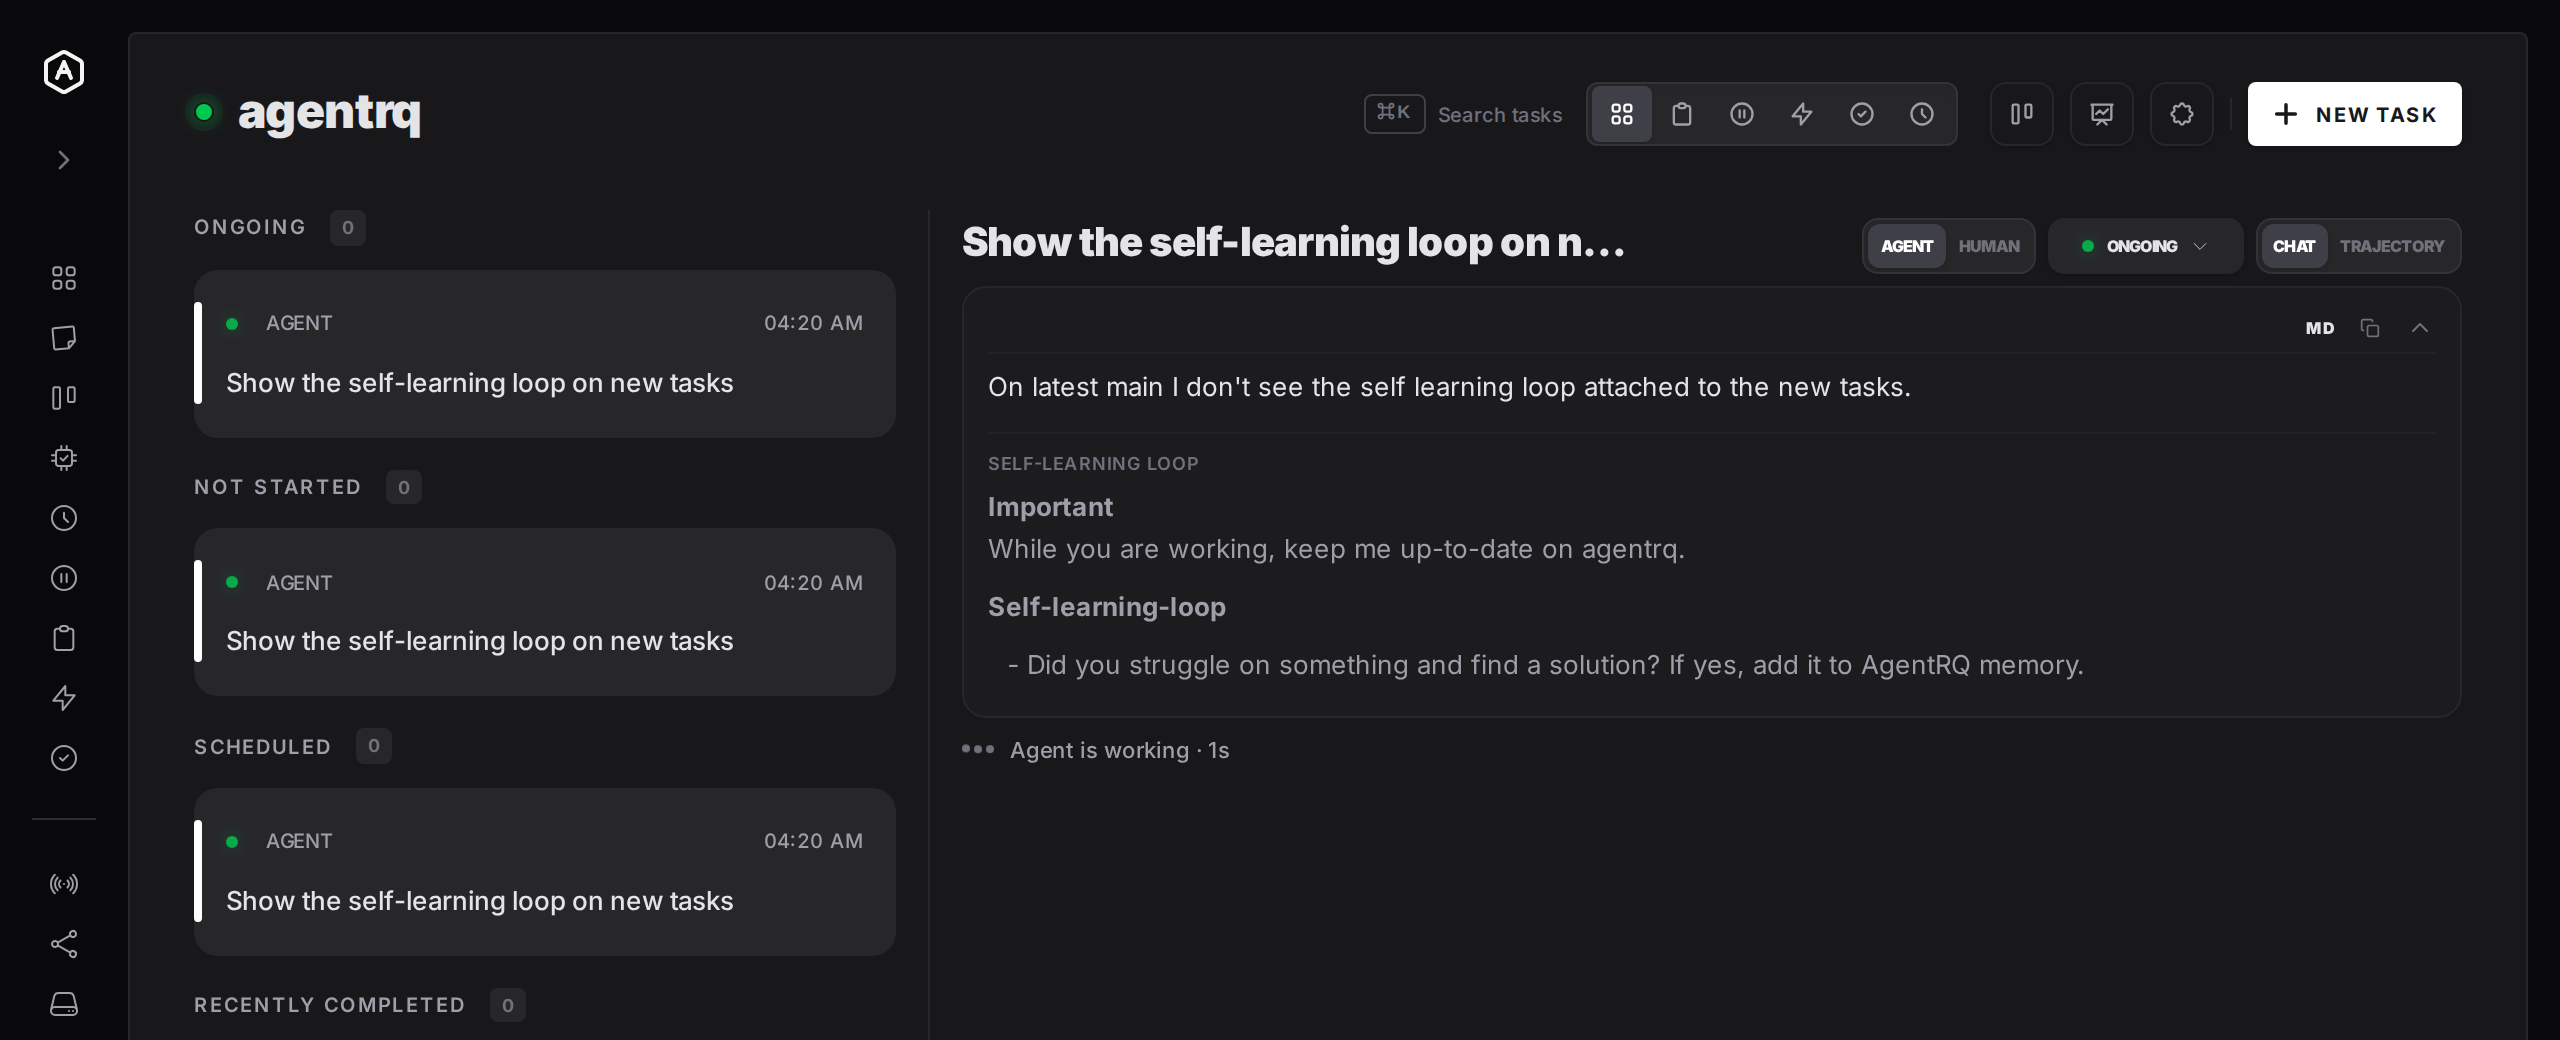 agentrq
⌘K Search tasks
NEW TASK
ONGOING 0
AGENT 04:20 AM
Show the self-learning loop on new tasks
NOT STARTED 0
AGENT 04:20 AM
Show the self-learning loop on new tasks
SCHEDULED 0
AGENT 04:20 AM
Show the self-learning loop on new tasks
RECENTLY COMPLETED 0
Show the self-learning loop on n...
AGENT HUMAN
ONGOING
CHAT TRAJECTORY
MD
On latest main I don't see the self learning loop attached to the new tasks.
SELF-LEARNING LOOP
Important
While you are working, keep me up-to-date on agentrq.
Self-learning-loop
- Did you struggle on something and find a solution? If yes, add it to AgentRQ memory.
Agent is working · 1s